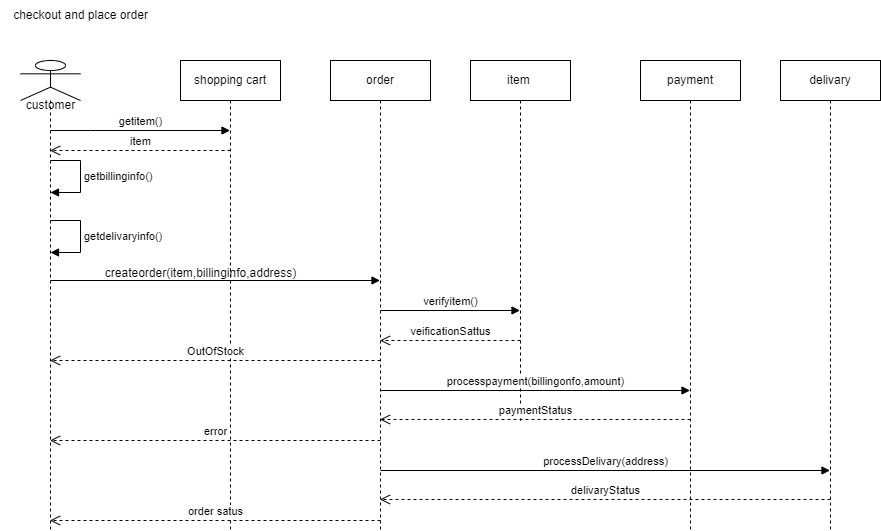 checkout and place order
customer
shopping cart
order
item
payment
delivary
getitem()
item
getbillinginfo()
getdelivaryinfo()
createorder(item,billinginfo,address)
verifyitem()
veificationSattus
OutOfStock
processpayment(billingonfo,amount)
paymentStatus
error
processDelivary(address)
delivaryStatus
order satus